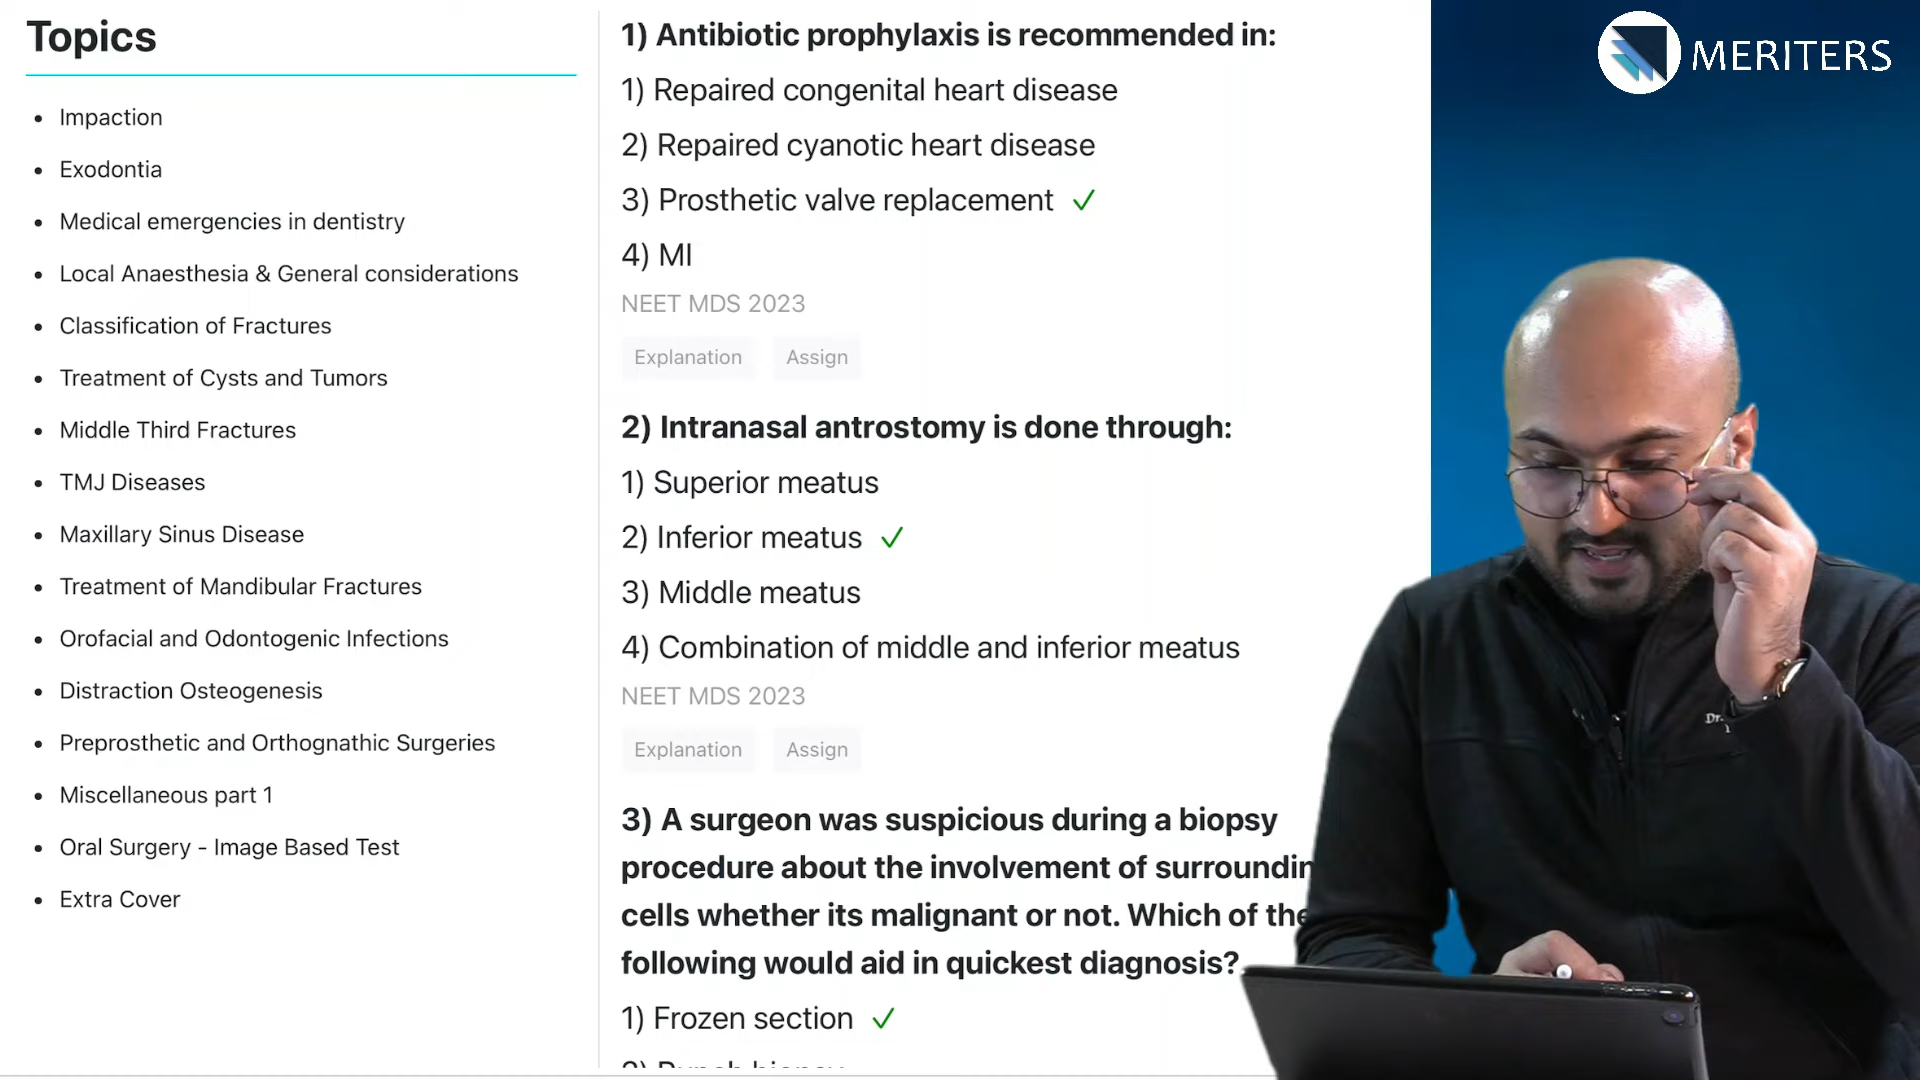 Topics
Impaction
Exodontia
Medical emergencies in dentistry
Local Anaesthesia & General considerations
Classification of Fractures
Treatment of Cysts and Tumors
Middle Third Fractures
TMJ Diseases
Maxillary Sinus Disease
Treatment of Mandibular Fractures
Orofacial and Odontogenic Infections
Distraction Osteogenesis
Preprosthetic and Orthognathic Surgeries
Miscellaneous part 1
Oral Surgery - Image Based Test
Extra Cover
1) Antibiotic prophylaxis is recommended in:
1) Repaired congenital heart disease
2) Repaired cyanotic heart disease
3) Prosthetic valve replacement ✓
4) MI
NEET MDS 2023
Explanation Assign
2) Intranasal antrostomy is done through:
1) Superior meatus
2) Inferior meatus ✓
3) Middle meatus
4) Combination of middle and inferior meatus
NEET MDS 2023
Explanation Assign
3) A surgeon was suspicious during a biopsy
procedure about the involvement of surroundin
cells whether its malignant or not. Which of the
following would aid in quickest diagnosis?
1) Frozen section ✓
MERITERS
Dr.